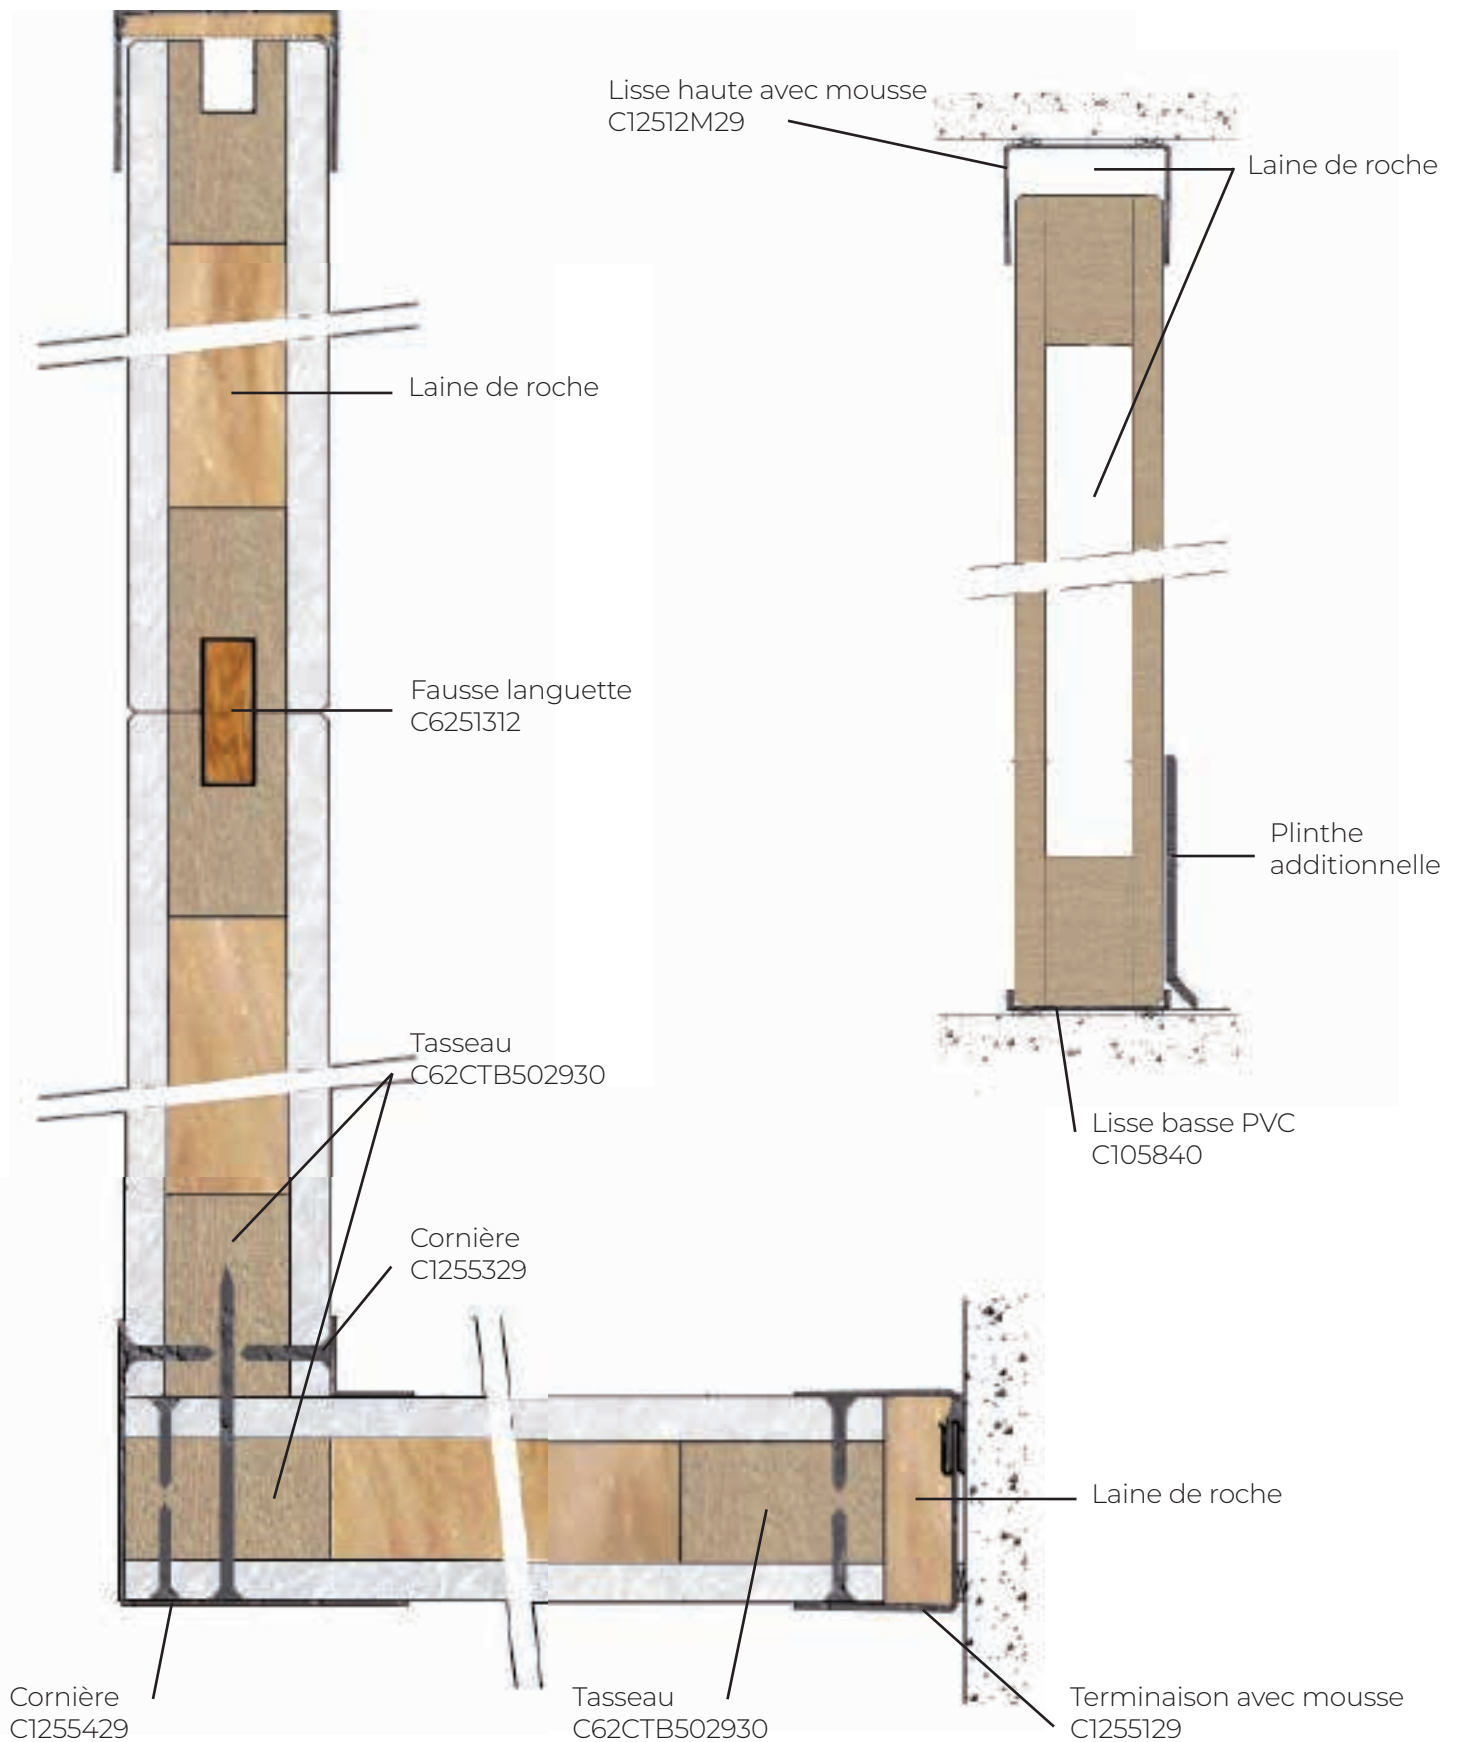 Lisse haute avec mousse
C12512M29
Laine de roche
Laine de roche
Fausse languette
C6251312
Plinthe
additionnelle
Tasseau
C62CTB502930
Lisse basse PVC
C105840
Cornière
C1255329
Laine de roche
Cornière
C1255429
Tasseau
C62CTB502930
Terminaison avec mousse
C1255129